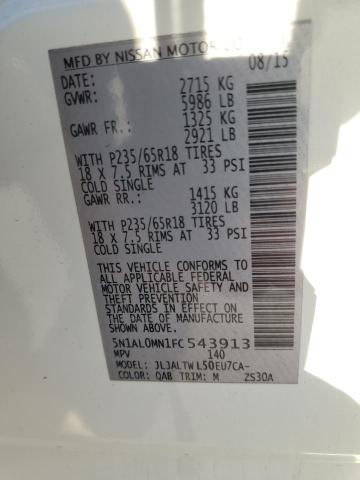 MFD BY NISSAN MOTOR CO
DATE: 08/15
GVWR: 2715 KG
5986 LB
GAWR FR.: 1325 KG
2921 LB
WITH P235/65R18 TIRES
18 X 7.5 RIMS AT 33 PSI
COLD SINGLE
GAWR RR.: 1415 KG
3120 LB
WITH P235/65R18 TIRES
18 X 7.5 RIMS AT 33 PSI
COLD SINGLE
THIS VEHICLE CONFORMS TO
ALL APPLICABLE FEDERAL
MOTOR VEHICLE SAFETY AND
AND THEFT PREVENTION
STANDARDS IN EFFECT ON
THE DATE OF MANUFACTURE
SHOWN ABOVE.
5N1AL0MN1FC543913
MPV 140
MODEL: JLJALTWL50EU7CA-
COLOR: QAB TRIM: M ZS30A